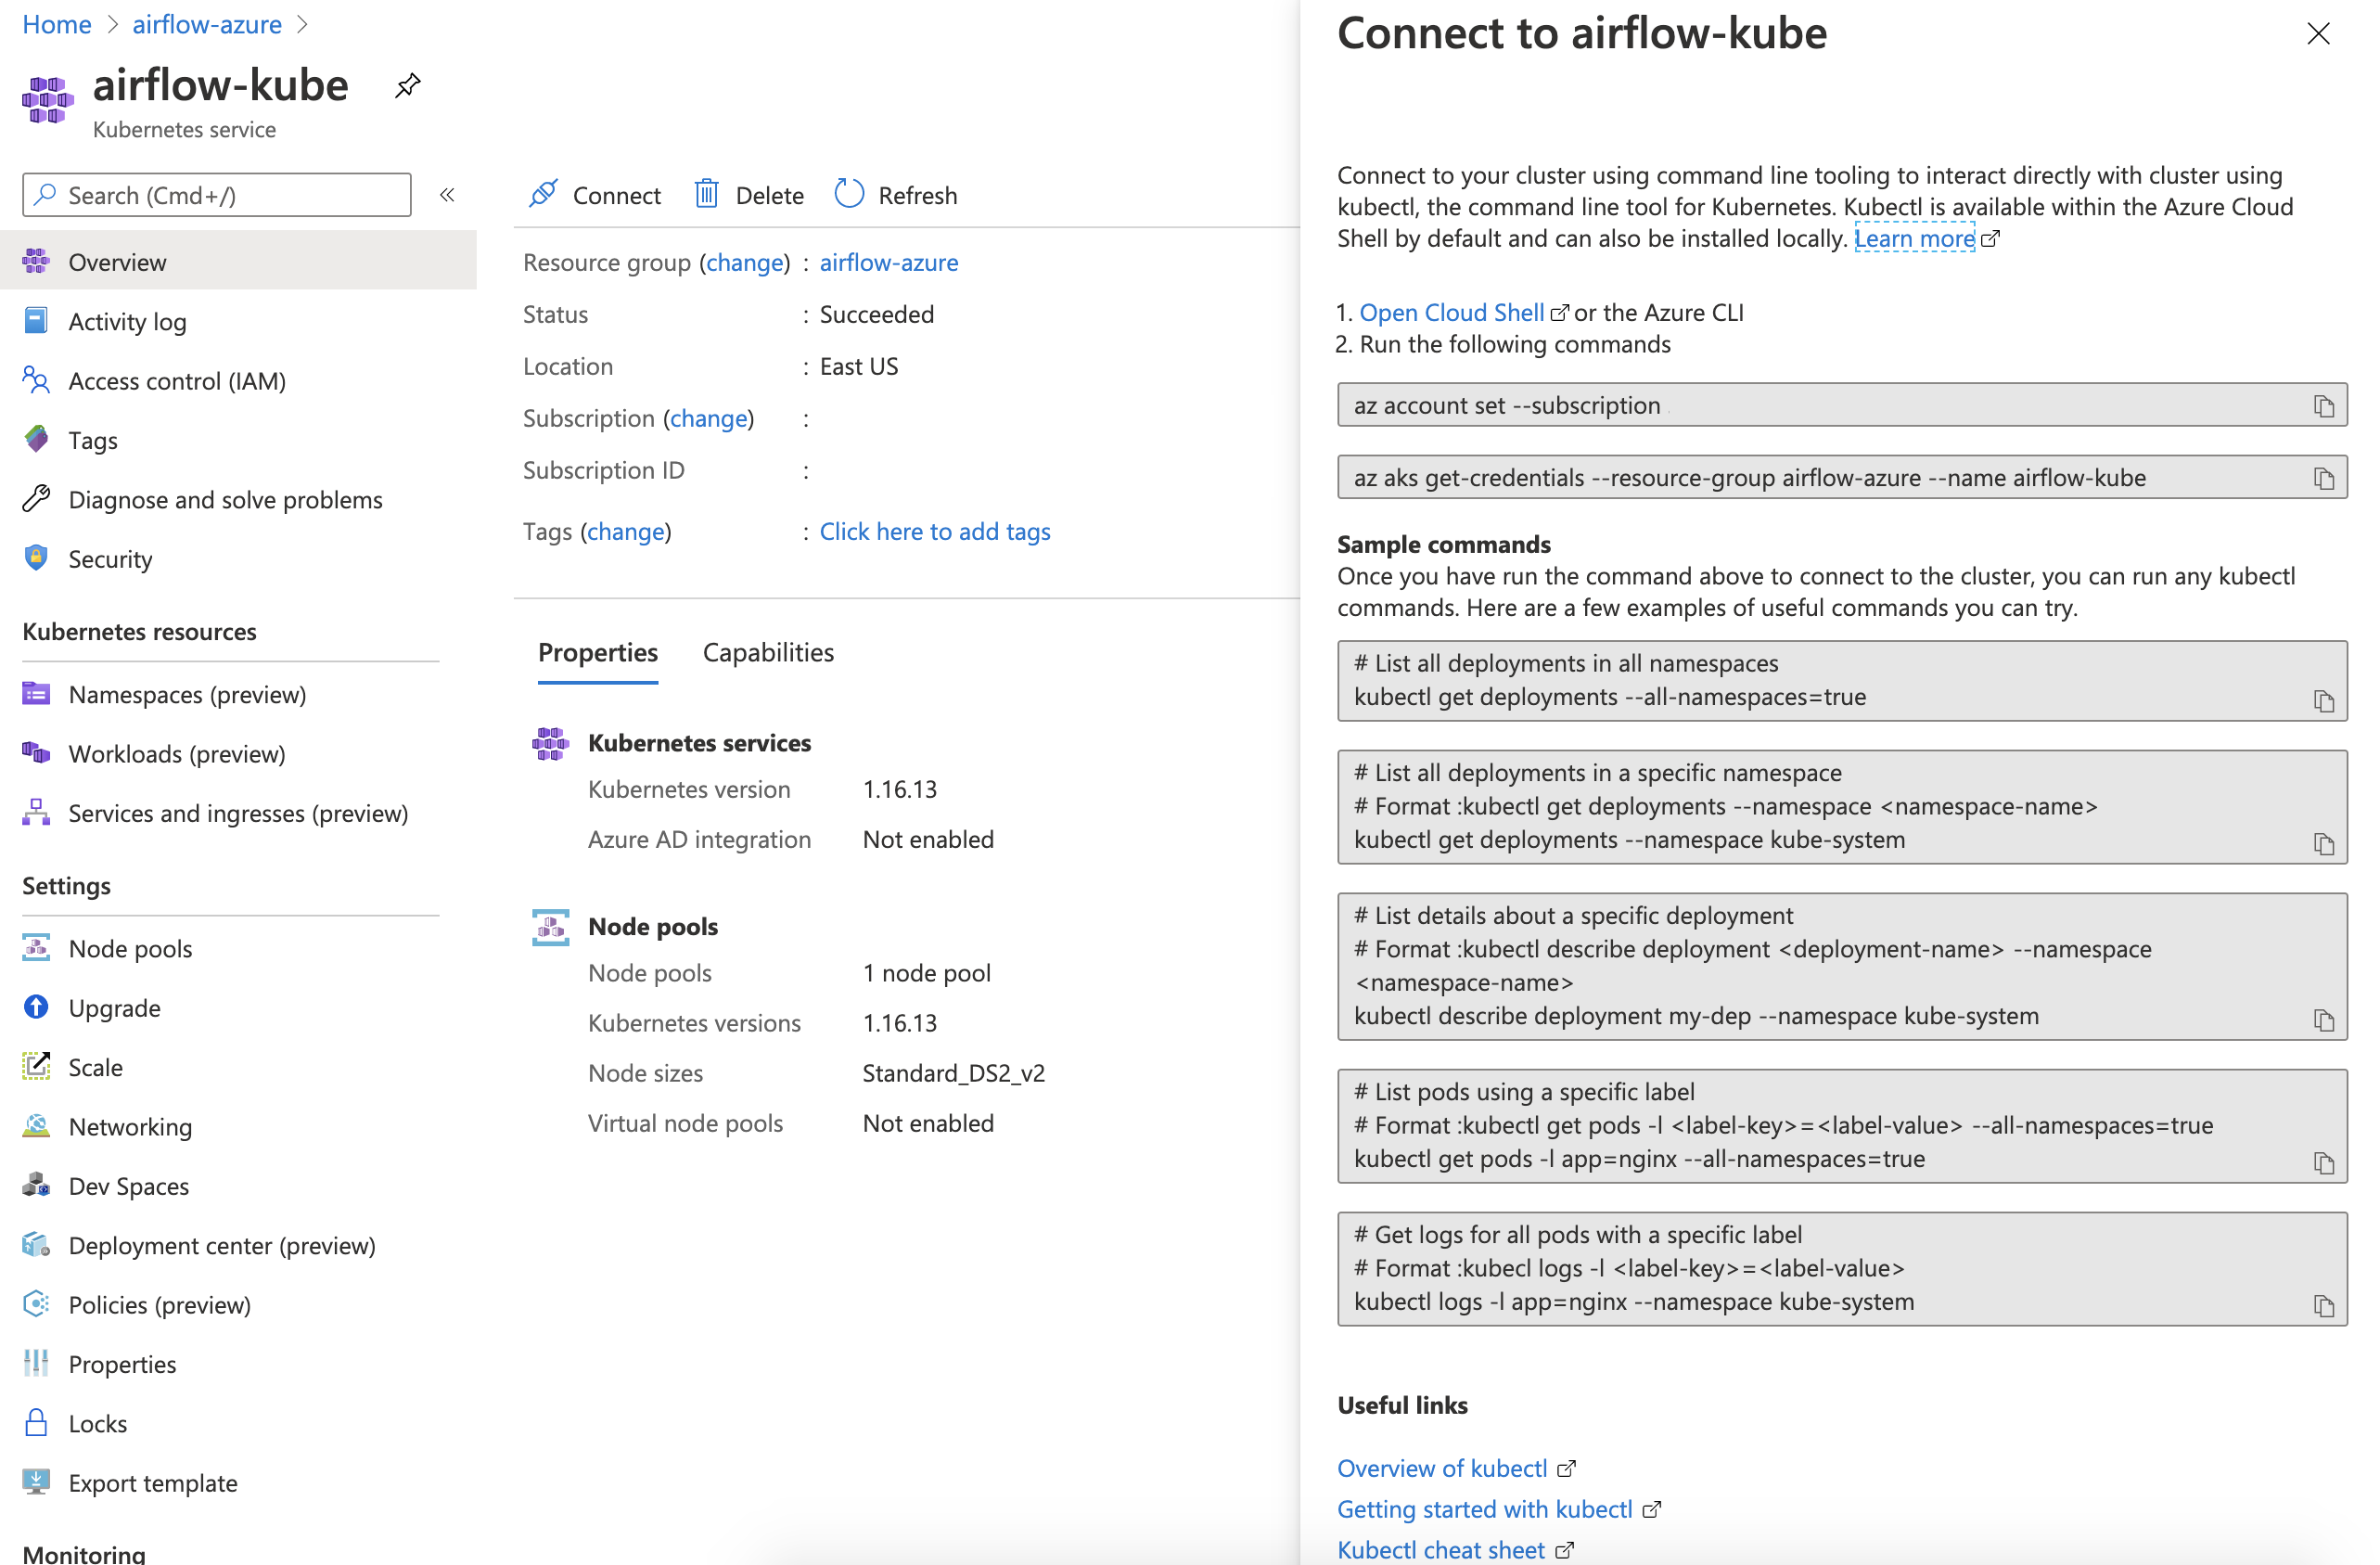 Home > airflow-azure >
airflow-kube
Kubernetes service
Search (Cmd+/)
«
Overview
Activity log
Access control (IAM)
Tags
Diagnose and solve problems
Security
Kubernetes resources
Namespaces (preview)
Workloads (preview)
Services and ingresses (preview)
Settings
Node pools
Upgrade
Scale
Networking
Dev Spaces
Deployment center (preview)
Policies (preview)
Properties
Locks
Export template
Monitoring
Connect Delete Refresh
Resource group (change) : airflow-azure
Status : Succeeded
Location : East US
Subscription (change) :
Subscription ID :
Tags (change) : Click here to add tags
Properties Capabilities
Kubernetes services
Kubernetes version 1.16.13
Azure AD integration Not enabled
Node pools
Node pools 1 node pool
Kubernetes versions 1.16.13
Node sizes Standard_DS2_v2
Virtual node pools Not enabled
Connect to airflow-kube
Connect to your cluster using command line tooling to interact directly with cluster using
kubectl, the command line tool for Kubernetes. Kubectl is available within the Azure Cloud
Shell by default and can also be installed locally. Learn more
1. Open Cloud Shell or the Azure CLI
2. Run the following commands
az account set --subscription
az aks get-credentials --resource-group airflow-azure --name airflow-kube
Sample commands
Once you have run the command above to connect to the cluster, you can run any kubectl
commands. Here are a few examples of useful commands you can try.
# List all deployments in all namespaces
kubectl get deployments --all-namespaces=true
# List all deployments in a specific namespace
# Format :kubectl get deployments --namespace <namespace-name>
kubectl get deployments --namespace kube-system
# List details about a specific deployment
# Format :kubectl describe deployment <deployment-name> --namespace
<namespace-name>
kubectl describe deployment my-dep --namespace kube-system
# List pods using a specific label
# Format :kubectl get pods -l <label-key>=<label-value> --all-namespaces=true
kubectl get pods -l app=nginx --all-namespaces=true
# Get logs for all pods with a specific label
# Format :kubecl logs -l <label-key>=<label-value>
kubectl logs -l app=nginx --namespace kube-system
Useful links
Overview of kubectl
Getting started with kubectl
Kubectl cheat sheet